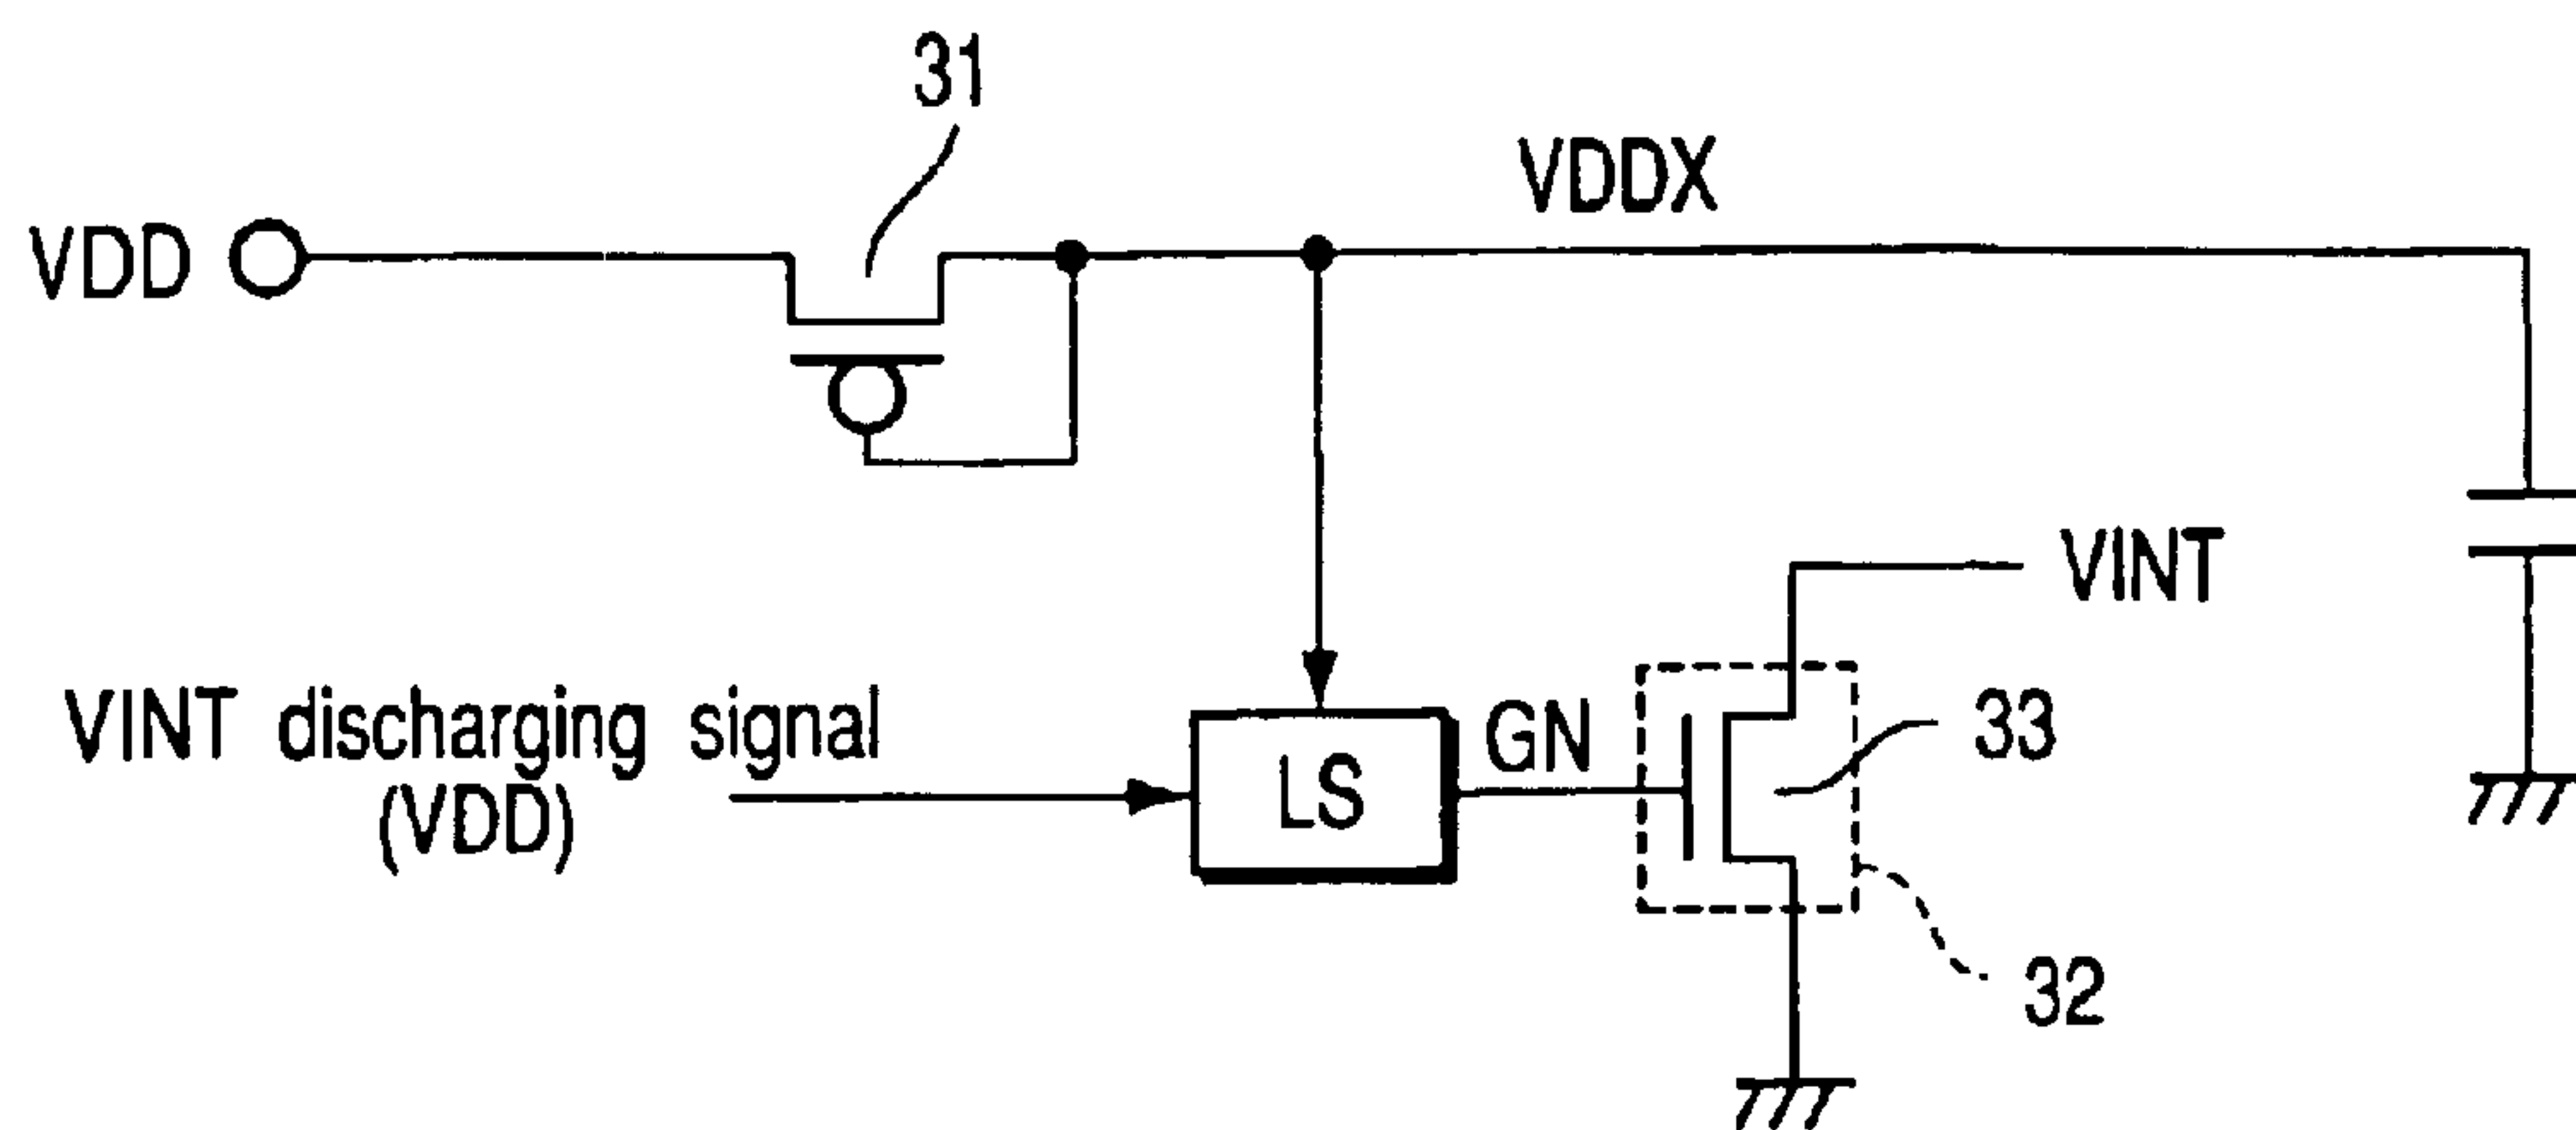 31
VDDX
VDD
VINT
VINT discharging signal
(VDD)
LS
GN
33
32